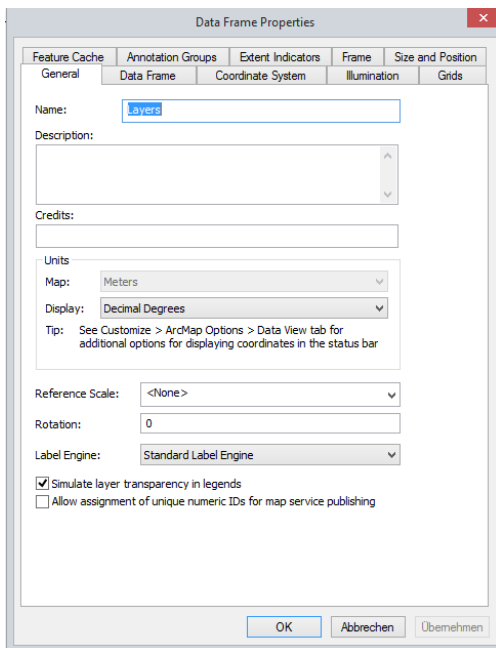 Data Frame Properties
Feature Cache Annotation Groups Extent Indicators Frame Size and Position
General Data Frame Coordinate System Illumination Grids
Name: Layers
Description:
Credits:
Units
Map: Meters
Display: Decimal Degrees
Tip: See Customize > ArcMap Options > Data View tab for
additional options for displaying coordinates in the status bar
Reference Scale: <None>
Rotation: 0
Label Engine: Standard Label Engine
Simulate layer transparency in legends
Allow assignment of unique numeric IDs for map service publishing
OK Abbrechen Übernehmen